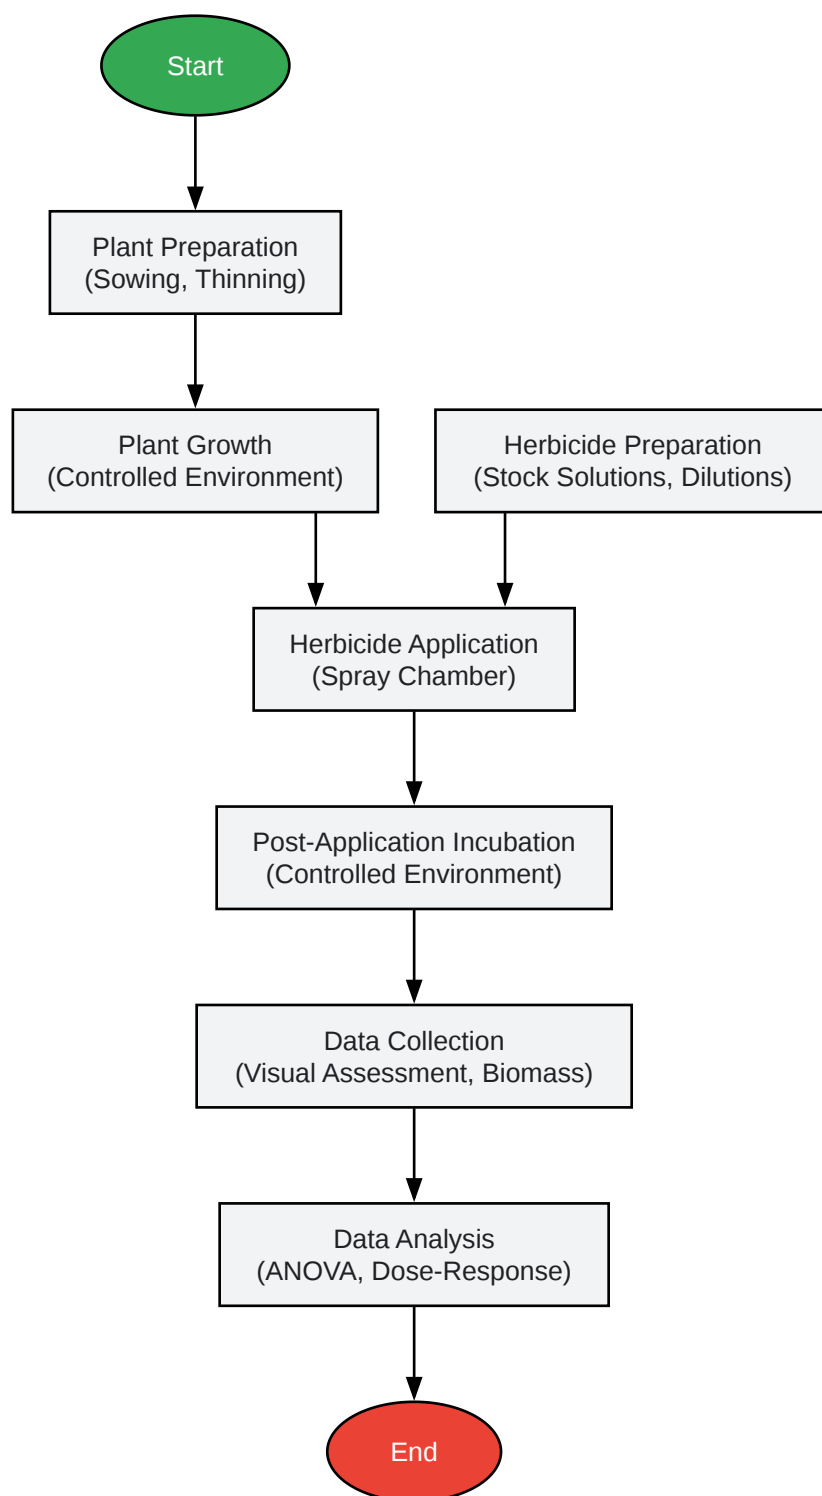 Start
Plant Preparation
(Sowing, Thinning)
Plant Growth
(Controlled Environment)
Herbicide Preparation
(Stock Solutions, Dilutions)
Herbicide Application
(Spray Chamber)
Post-Application Incubation
(Controlled Environment)
Data Collection
(Visual Assessment, Biomass)
Data Analysis
(ANOVA, Dose-Response)
End